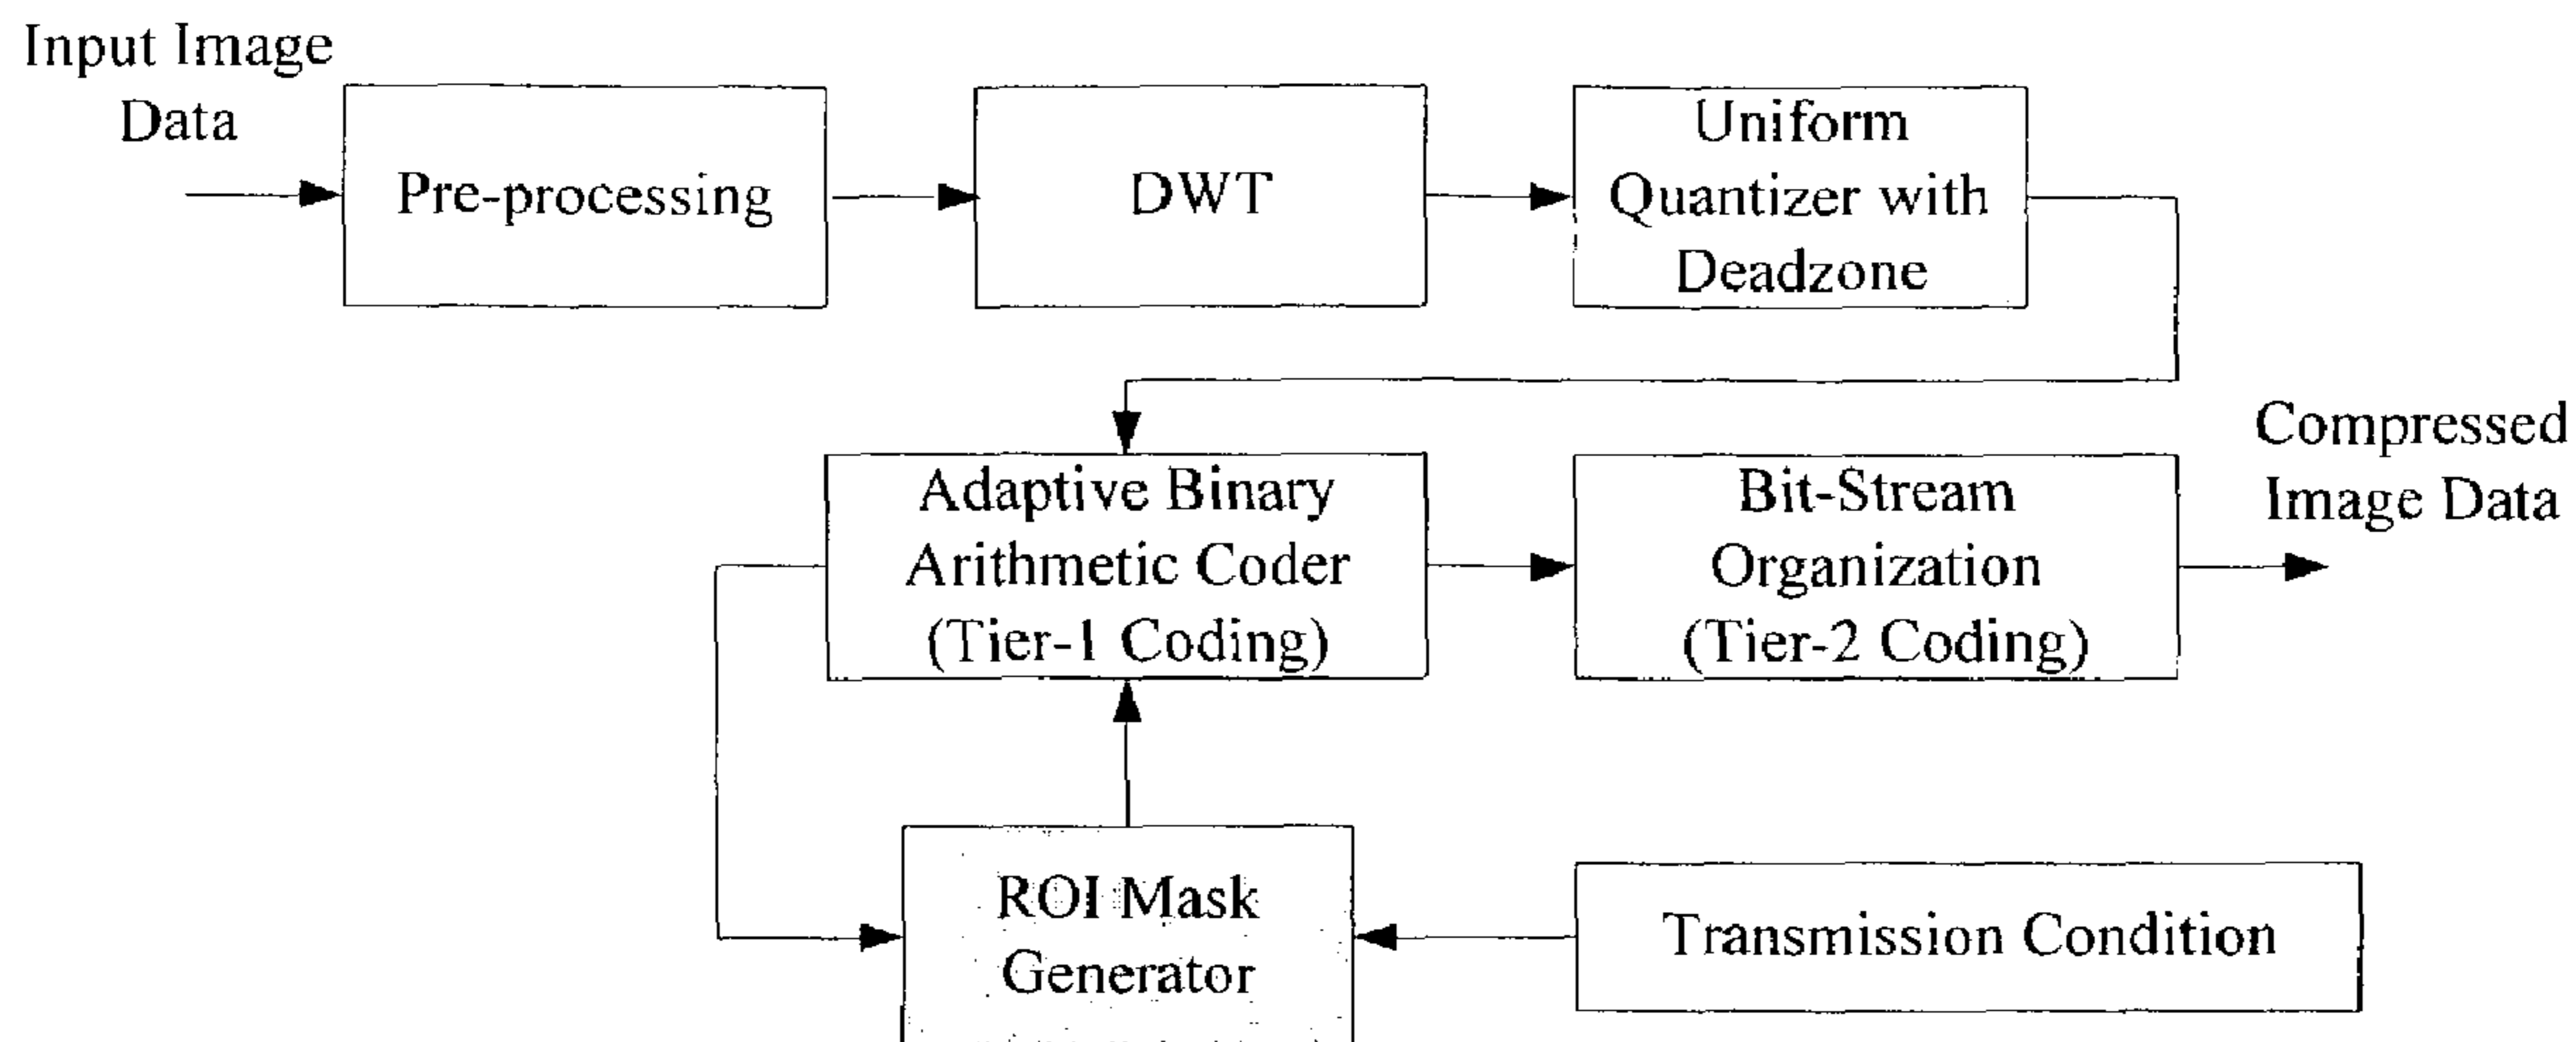 Input Image
Data
Pre-processing
DWT
Uniform
Quantizer with
Deadzone
Adaptive Binary
Arithmetic Coder
(Tier-1 Coding)
Bit-Stream
Organization
(Tier-2 Coding)
Compressed
Image Data
ROI Mask
Generator
Transmission Condition